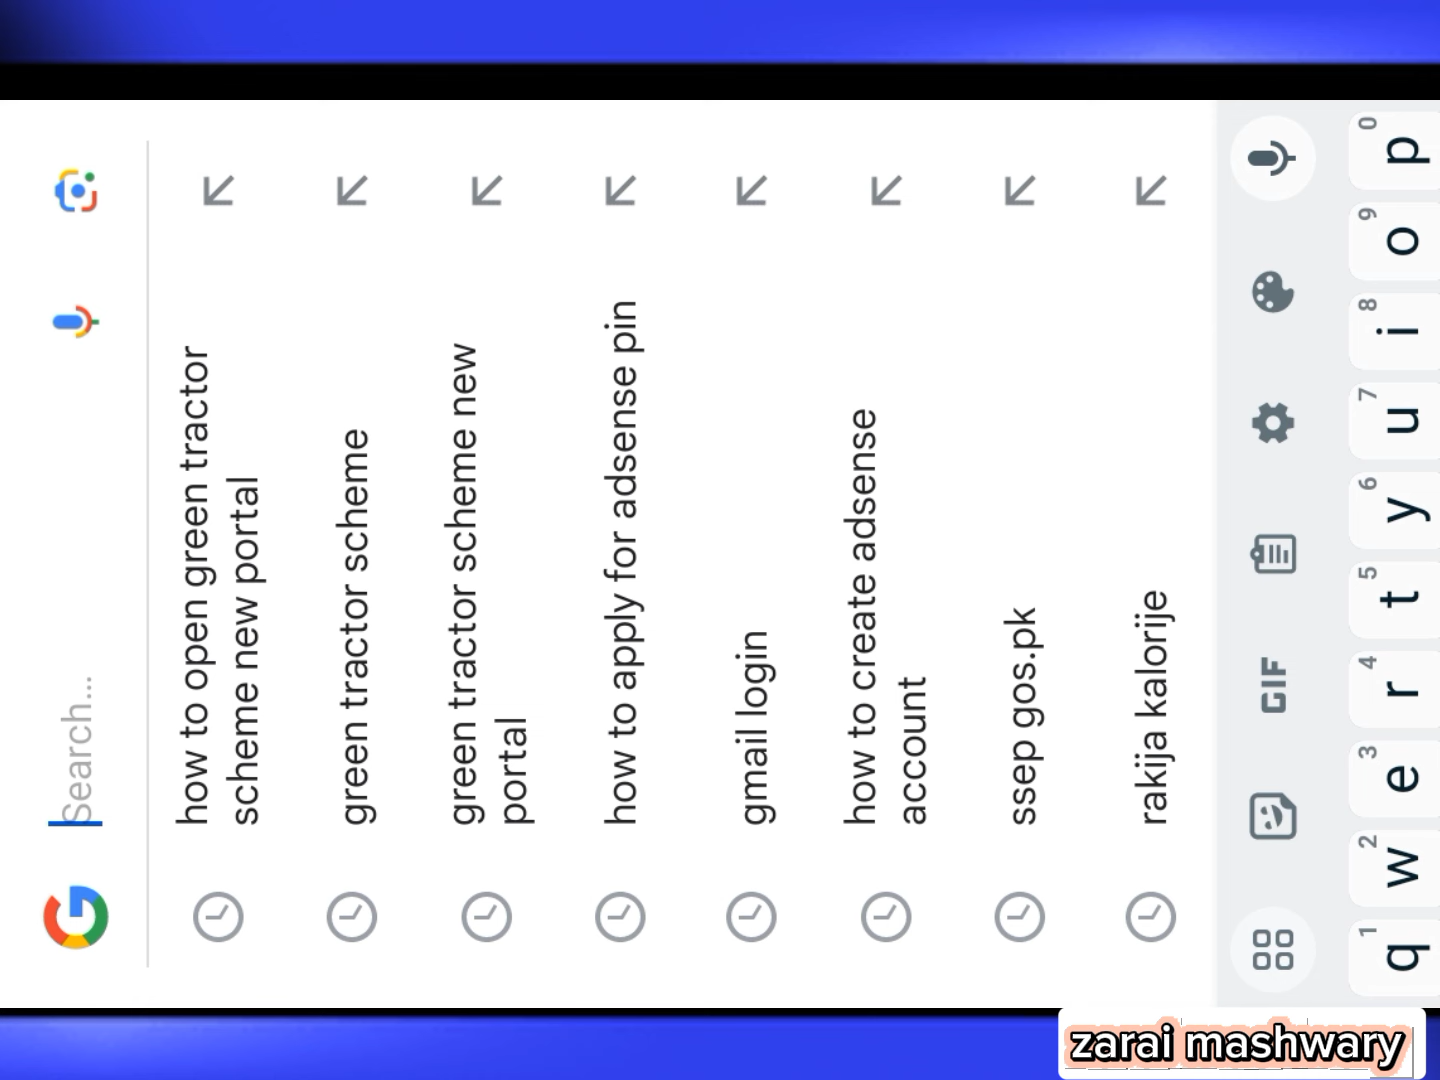 Search...
how to open green tractor
scheme new portal
green tractor scheme
green tractor scheme new
portal
how to apply for adsense pin
gmail login
how to create adsense
account
ssep gos.pk
rakija kalorije
GIF
1 2 3 4 5 6 7 8 9 0
q w e r t y u i o p
zarai mashwary